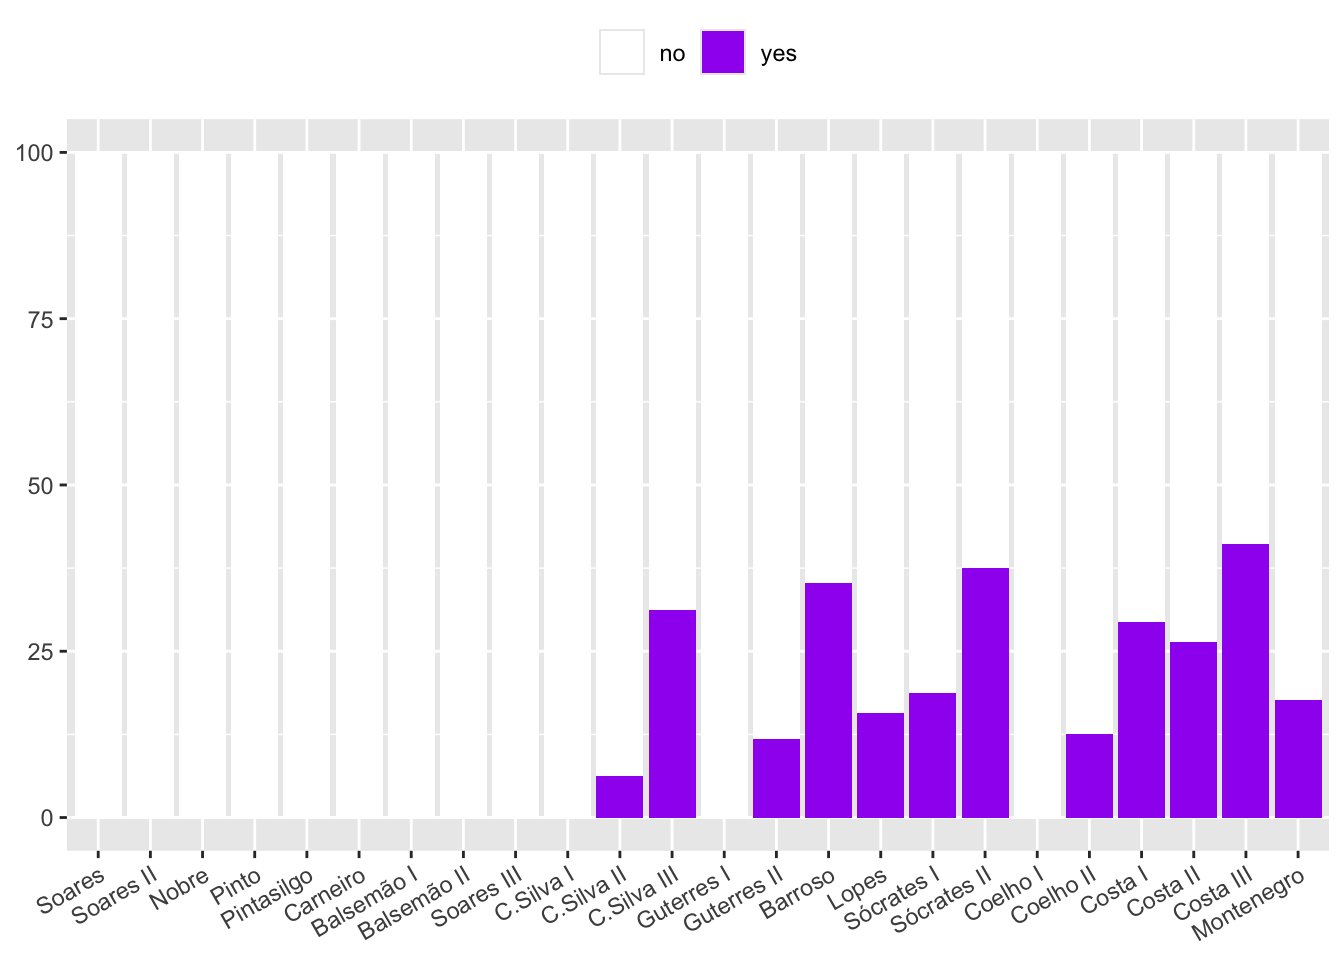 no yes
100
75
50
25
0
Soares
Soares II
Nobre
Pinto
Pintasilgo
Carneiro
Balsemão I
Balsemão II
Soares III
C.Silva I
C.Silva II
C.Silva III
Guterres I
Guterres II
Barroso
Lopes
Sócrates I
Sócrates II
Coelho I
Coelho II
Costa I
Costa II
Costa III
Montenegro